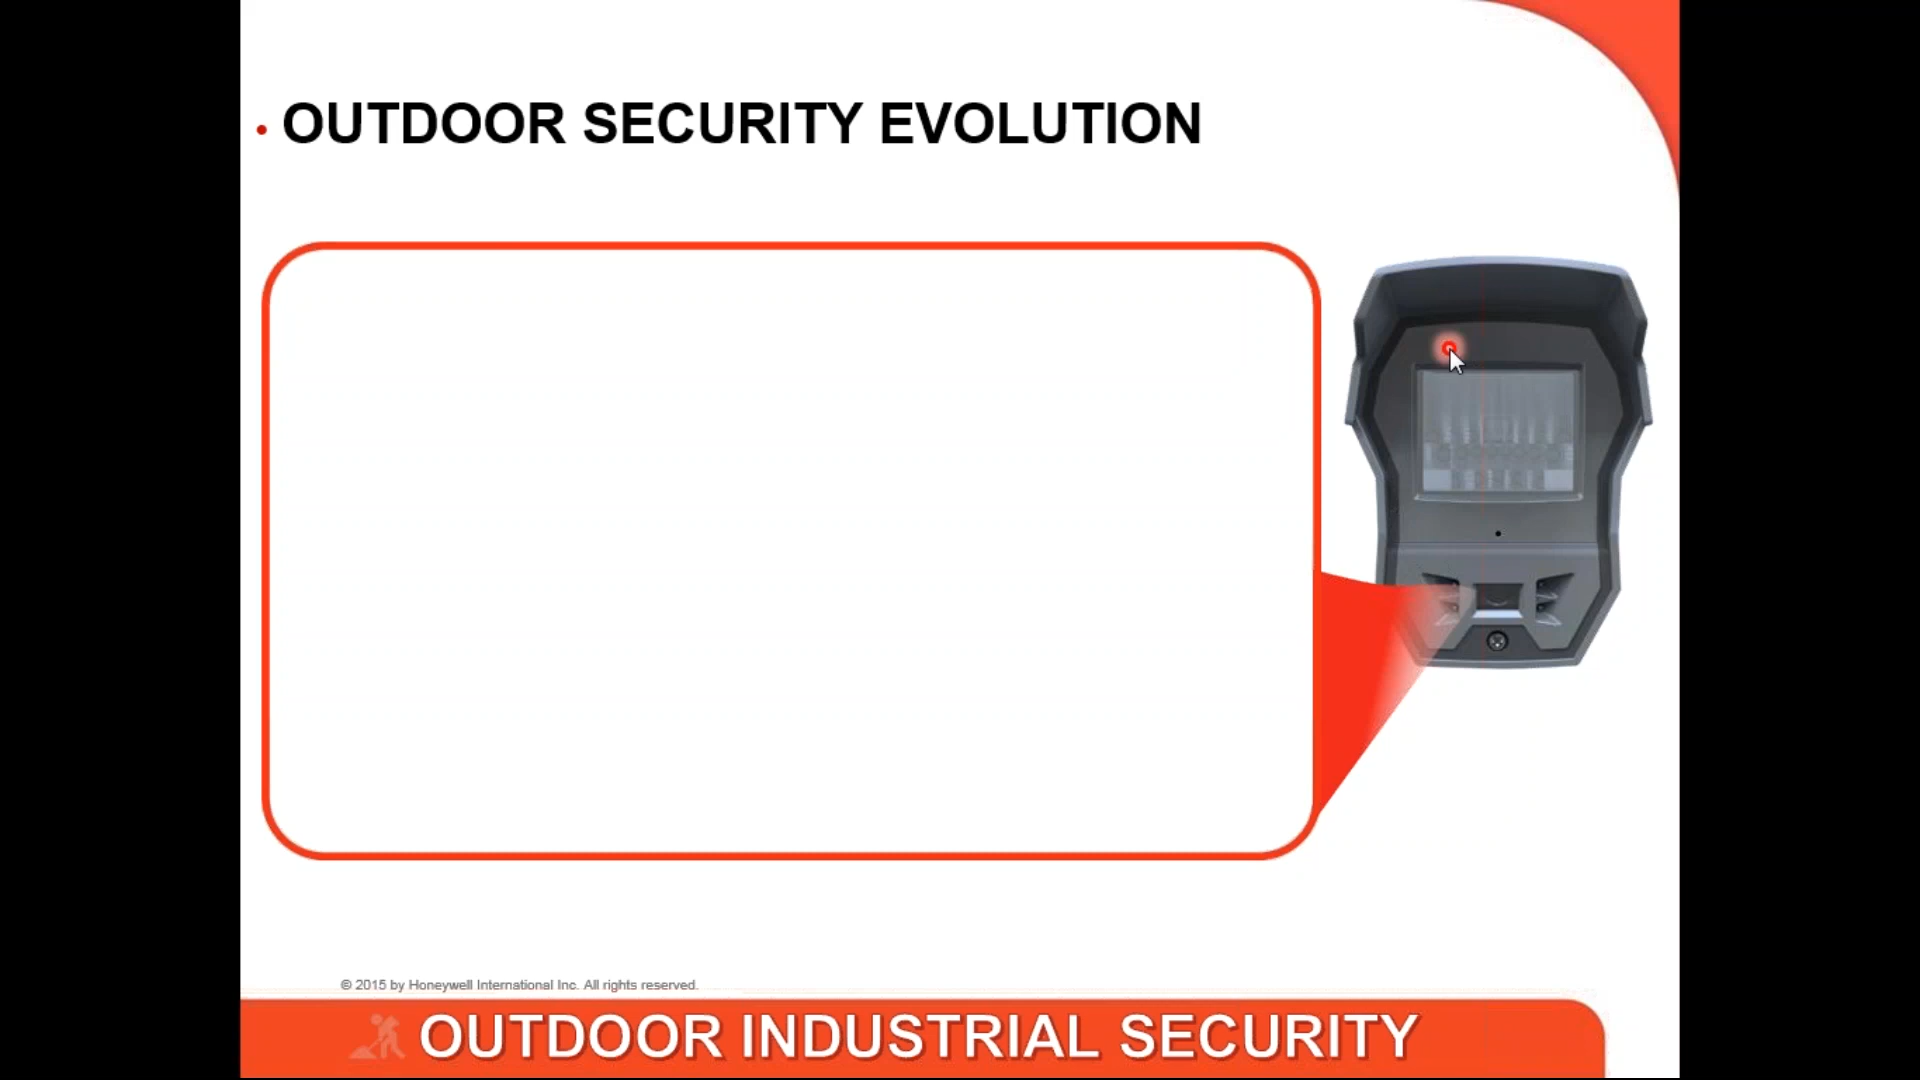 OUTDOOR SECURITY EVOLUTION
© 2015 by Honeywell International Inc. All rights reserved.
OUTDOOR INDUSTRIAL SECURITY